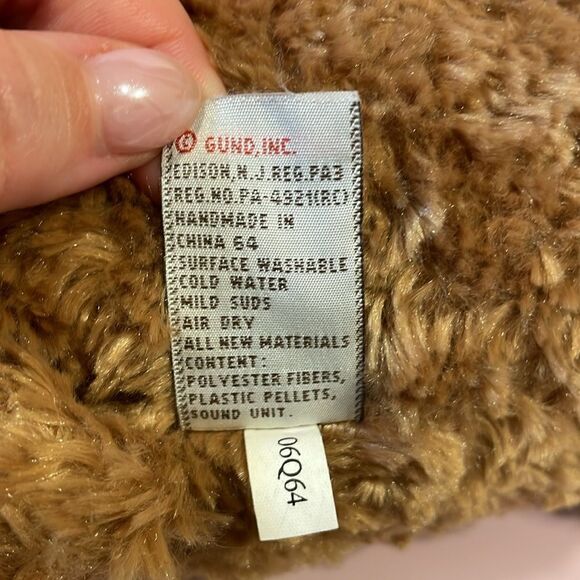 © GUND, INC.
EDISON, N.J. REG. PA3
REG. NO. PA-4921(RC)
HANDMADE IN
CHINA 64
SURFACE WASHABLE
COLD WATER
MILD SUDS
AIR DRY
ALL NEW MATERIALS
CONTENT:
POLYESTER FIBERS,
PLASTIC PELLETS,
SOUND UNIT.
06Q64